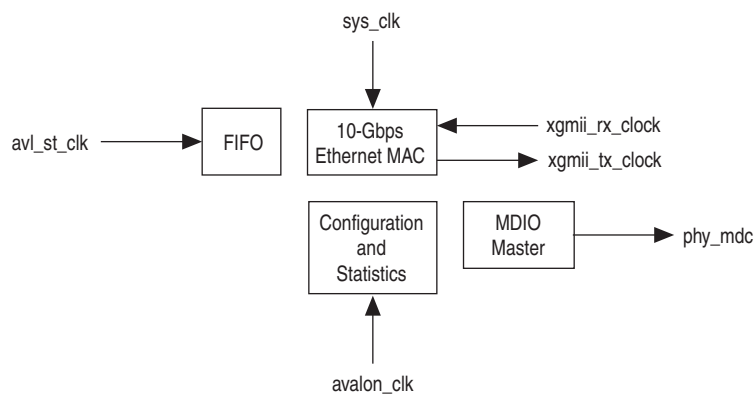 sys_clk
avl_st_clk
FIFO
10-Gbps
Ethernet MAC
xgmii_rx_clock
xgmii_tx_clock
Configuration
and
Statistics
MDIO
Master
phy_mdc
avalon_clk